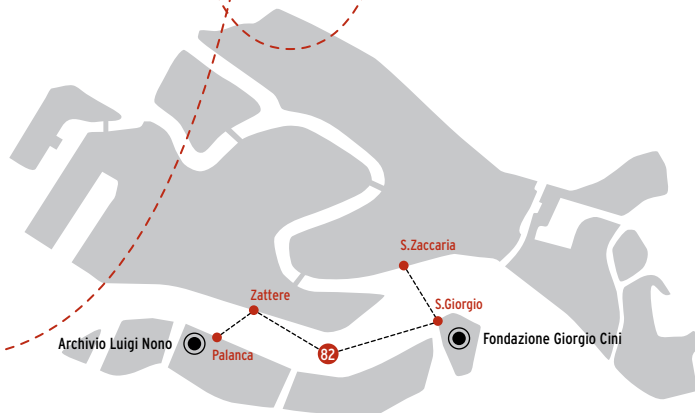 S.Zaccaria
Zattere
S.Giorgio
Archivio Luigi Nono
Palanca
82
Fondazione Giorgio Cini